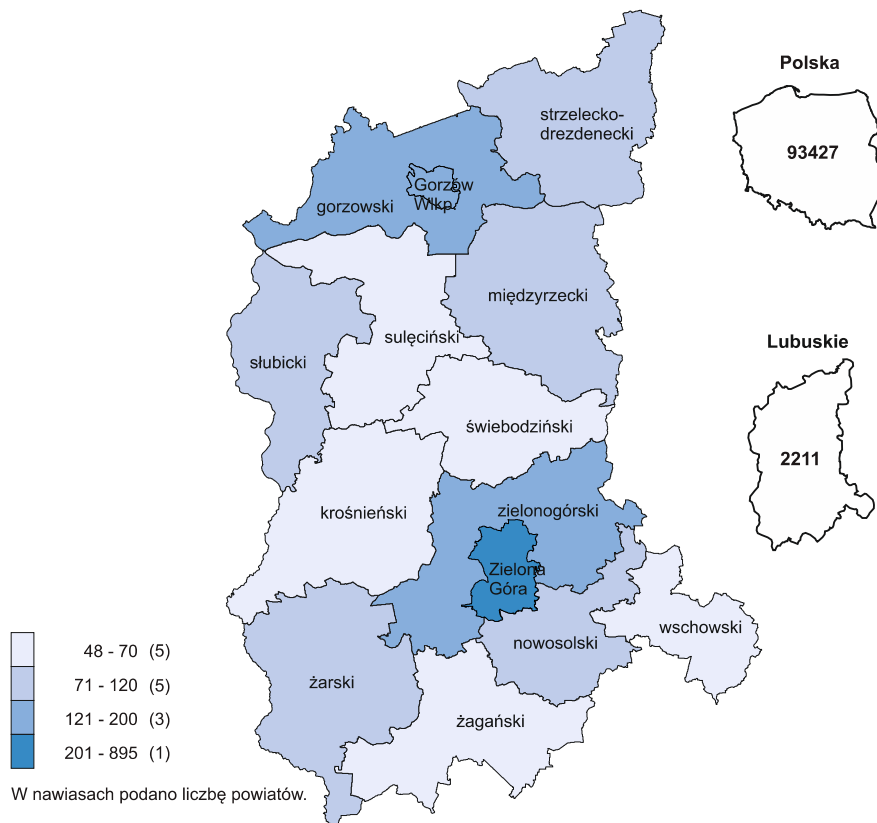 Polska
93427
strzelecko-
drezdenecki
Gorzów
Wlkp.
gorzowski
międzyrzecki
sulęciński
słubicki
Lubuskie
2211
świebodziński
krośnieński
zielonogórski
Zielona
Góra
wschowski
nowosolski
żarski
żagański
48 - 70 (5)
71 - 120 (5)
121 - 200 (3)
201 - 895 (1)
W nawiasach podano liczbę powiatów.